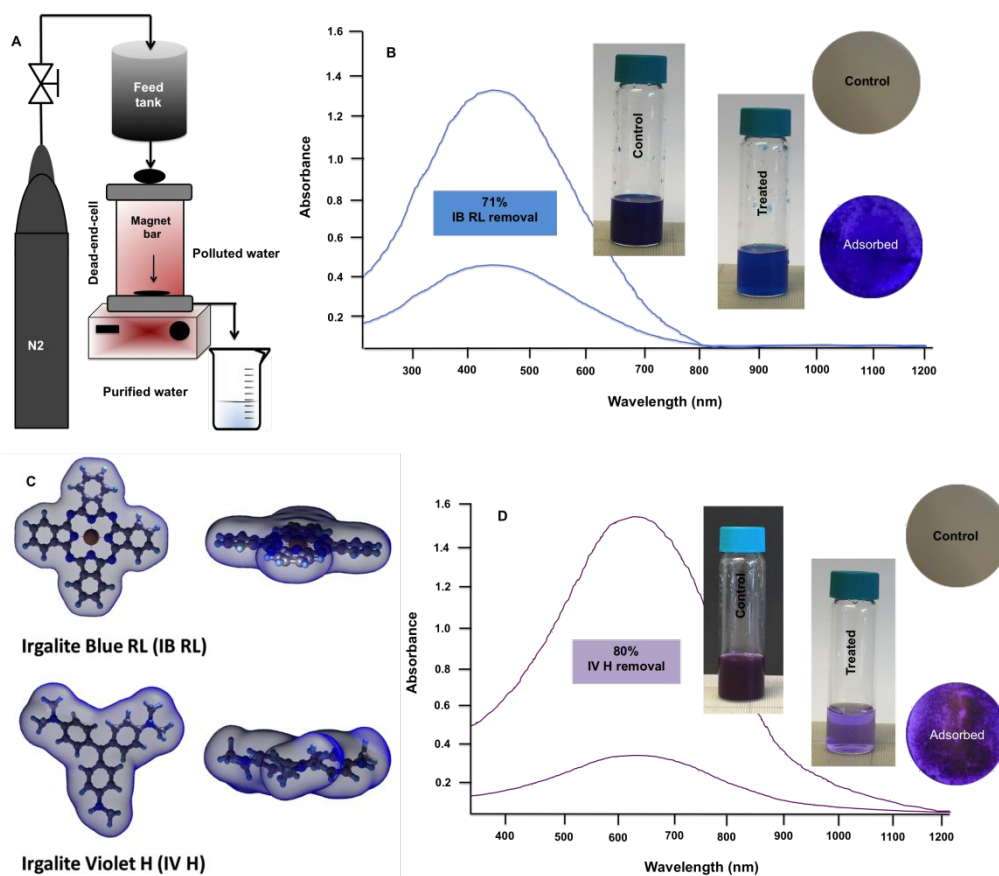 A
Feed
tank
Dead-end-cell
Magnet
bar
Polluted water
N2
Purified water
B
Absorbance
1.6
1.4
1.2
1.0
0.8
0.6
0.4
0.2
71%
IB RL removal
Control
Treated
Control
Adsorbed
300
400
500
600
700
800
900
1000
1100
1200
Wavelength (nm)
C
Irgalite Blue RL (IB RL)
Irgalite Violet H (IV H)
D
Absorbance
1.6
1.4
1.2
1.0
0.8
0.6
0.4
0.2
80%
IV H removal
Control
Treated
Control
Adsorbed
400
500
600
700
800
900
1000
1100
1200
Wavelength (nm)